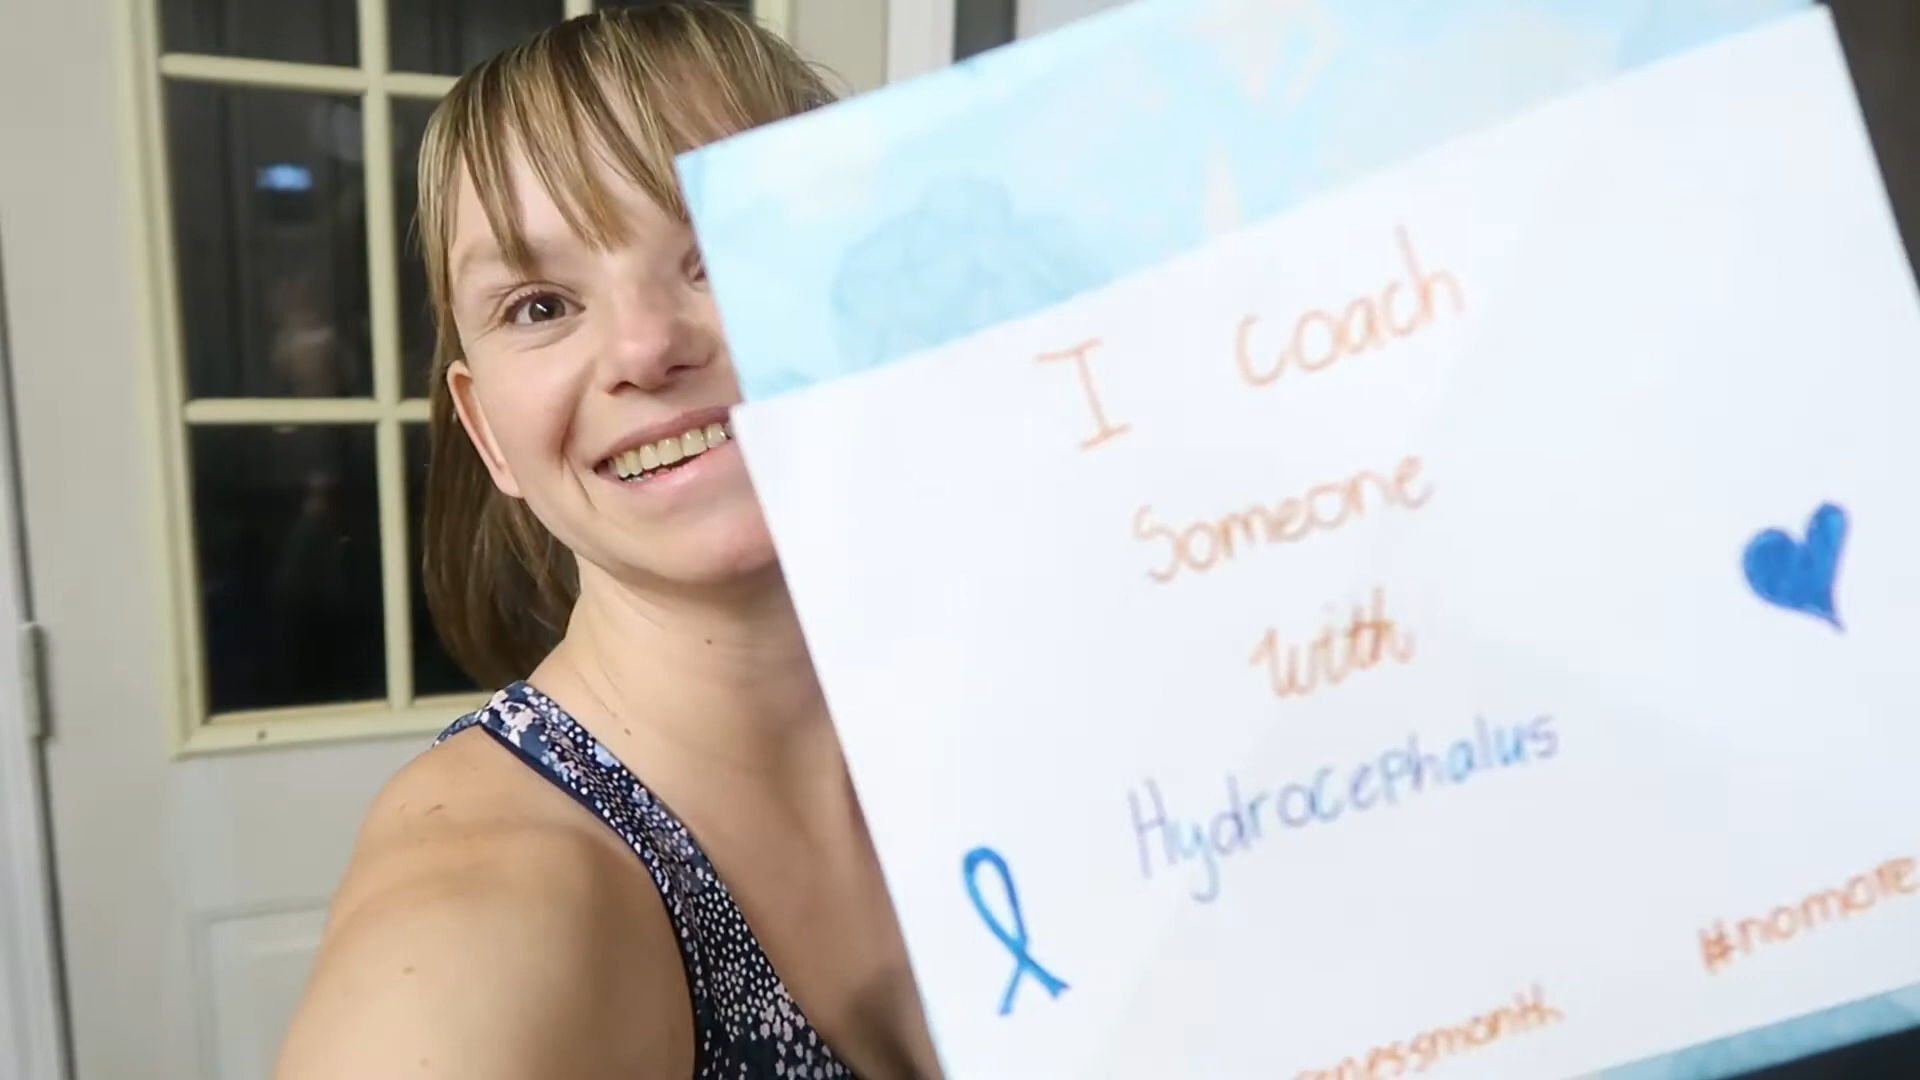 I coach
Someone
with
Hydrocephalus
#nomore